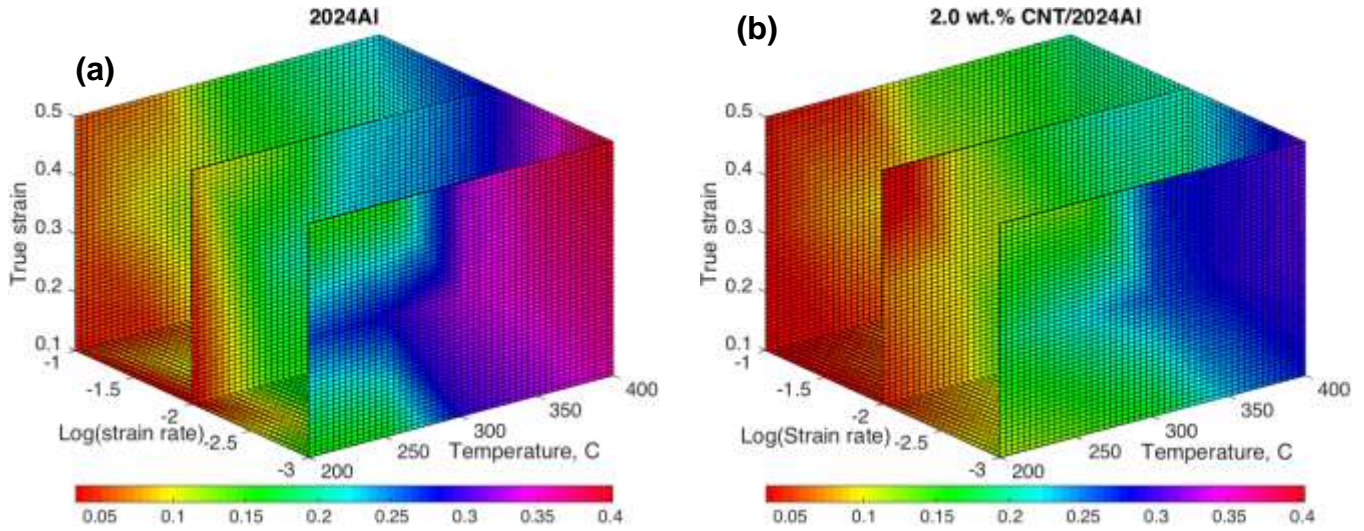 2024Al
(a)
True strain
0.5
0.4
0.3
0.2
0.1
-1
-1.5
-2
-2.5
-3
Log(strain rate)
200
250
300
350
400
Temperature, C
0.05 0.1 0.15 0.2 0.25 0.3 0.35 0.4
2.0 wt.% CNT/2024Al
(b)
True strain
0.5
0.4
0.3
0.2
0.1
-1
-1.5
-2
-2.5
-3
Log(Strain rate)
200
250
300
350
400
Temperature, C
0.05 0.1 0.15 0.2 0.25 0.3 0.35 0.4